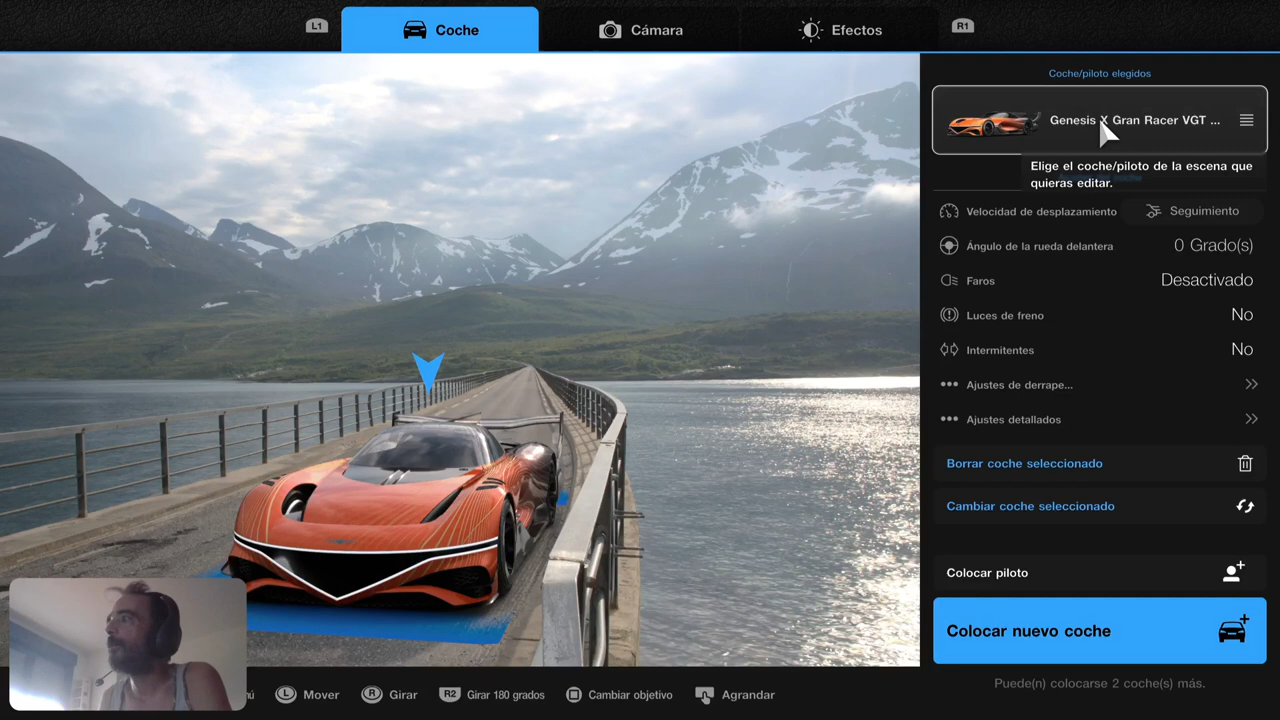 L1
Coche
Cámara
Efectos
R1
Coche/piloto elegidos
Genesis X Gran Racer VGT ...
Elige el coche/piloto de la escena que
quieras editar.
Velocidad de desplazamiento
Seguimiento
Ángulo de la rueda delantera
0 Grado(s)
Faros
Desactivado
Luces de freno
No
Intermitentes
No
Ajustes de derrape...
Ajustes detallados
Borrar coche seleccionado
Cambiar coche seleccionado
Colocar piloto
Colocar nuevo coche
Puede(n) colocarse 2 coche(s) más.
L Mover
R Girar
R2 Girar 180 grados
Cambiar objetivo
Agrandar